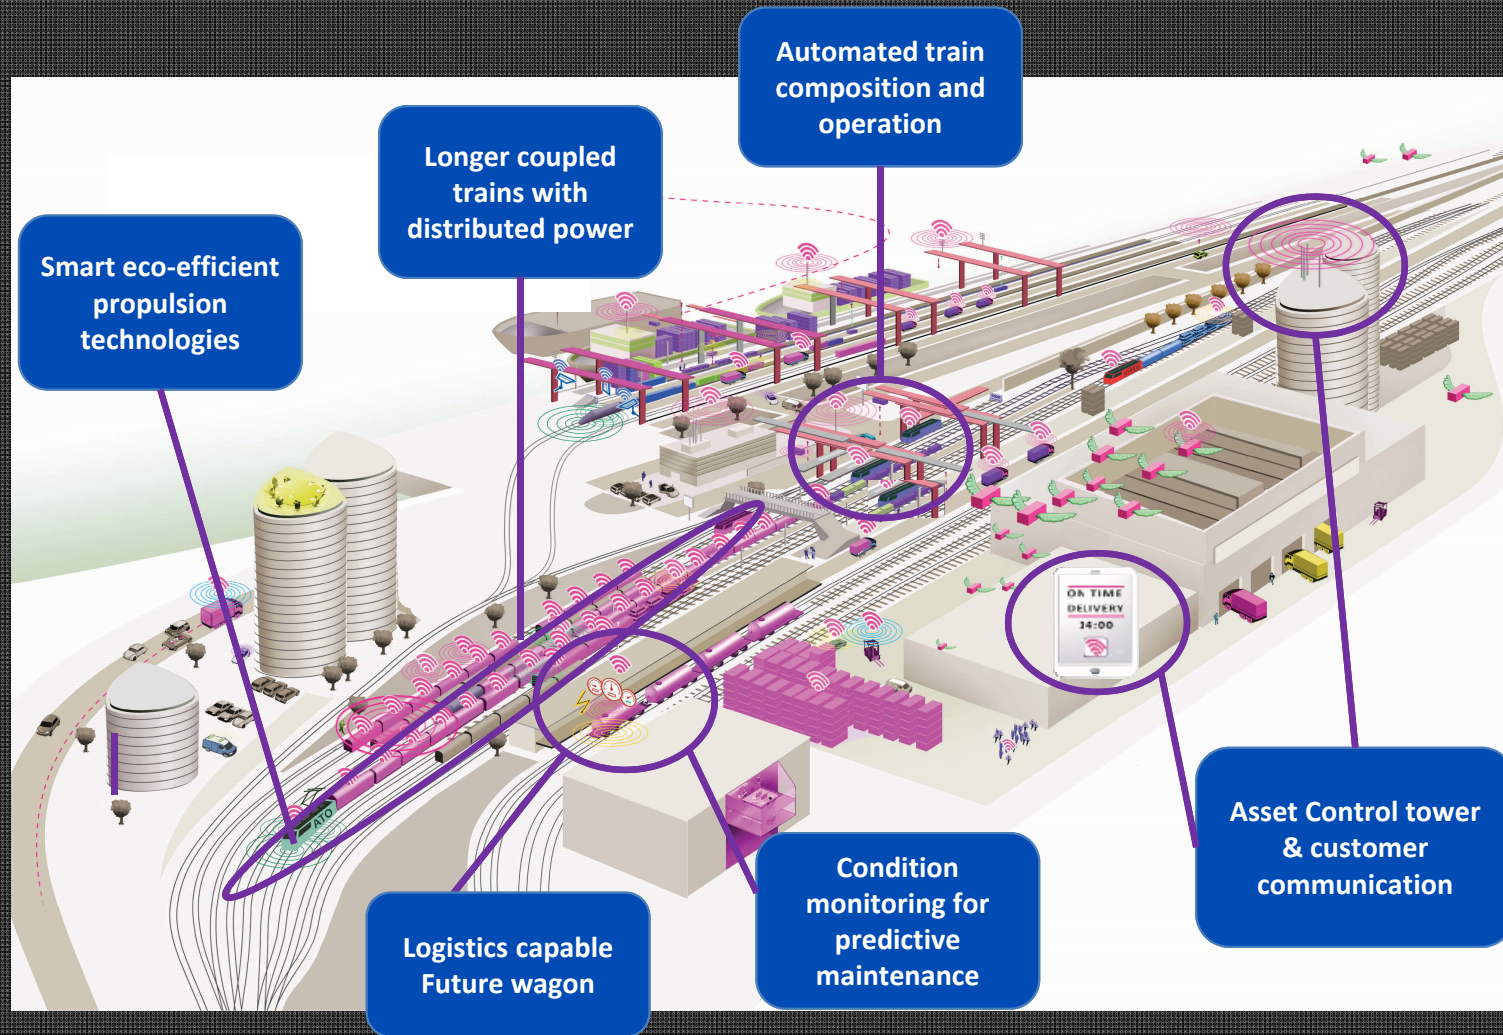 Automated train
composition and
operation
Longer coupled
trains with
distributed power
Smart eco-efficient
propulsion
technologies
ON TIME
DELIVERY
14:00
ATO
Asset Control tower
& customer
communication
Condition
monitoring for
predictive
maintenance
Logistics capable
Future wagon